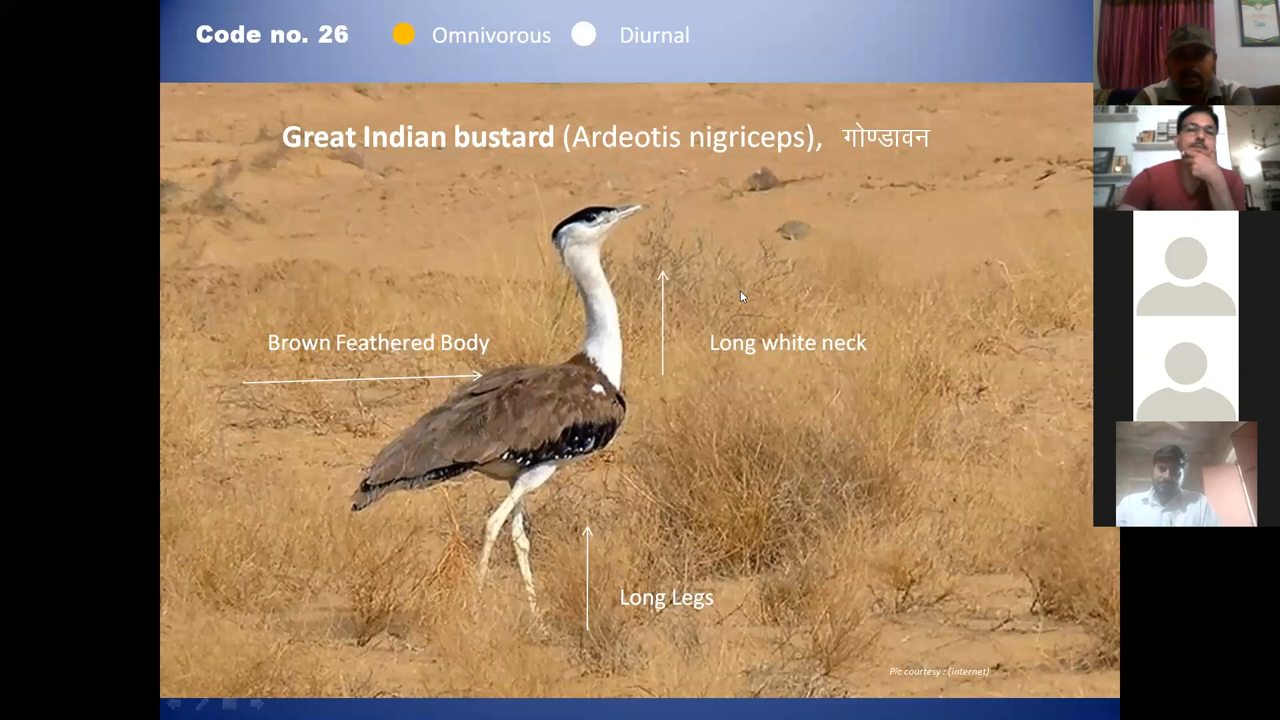 Code no. 26 Omnivorous Diurnal
Great Indian bustard (Ardeotis nigriceps), गोण्डावन
Brown Feathered Body
Long white neck
Long Legs
Pic courtesy : (internet)